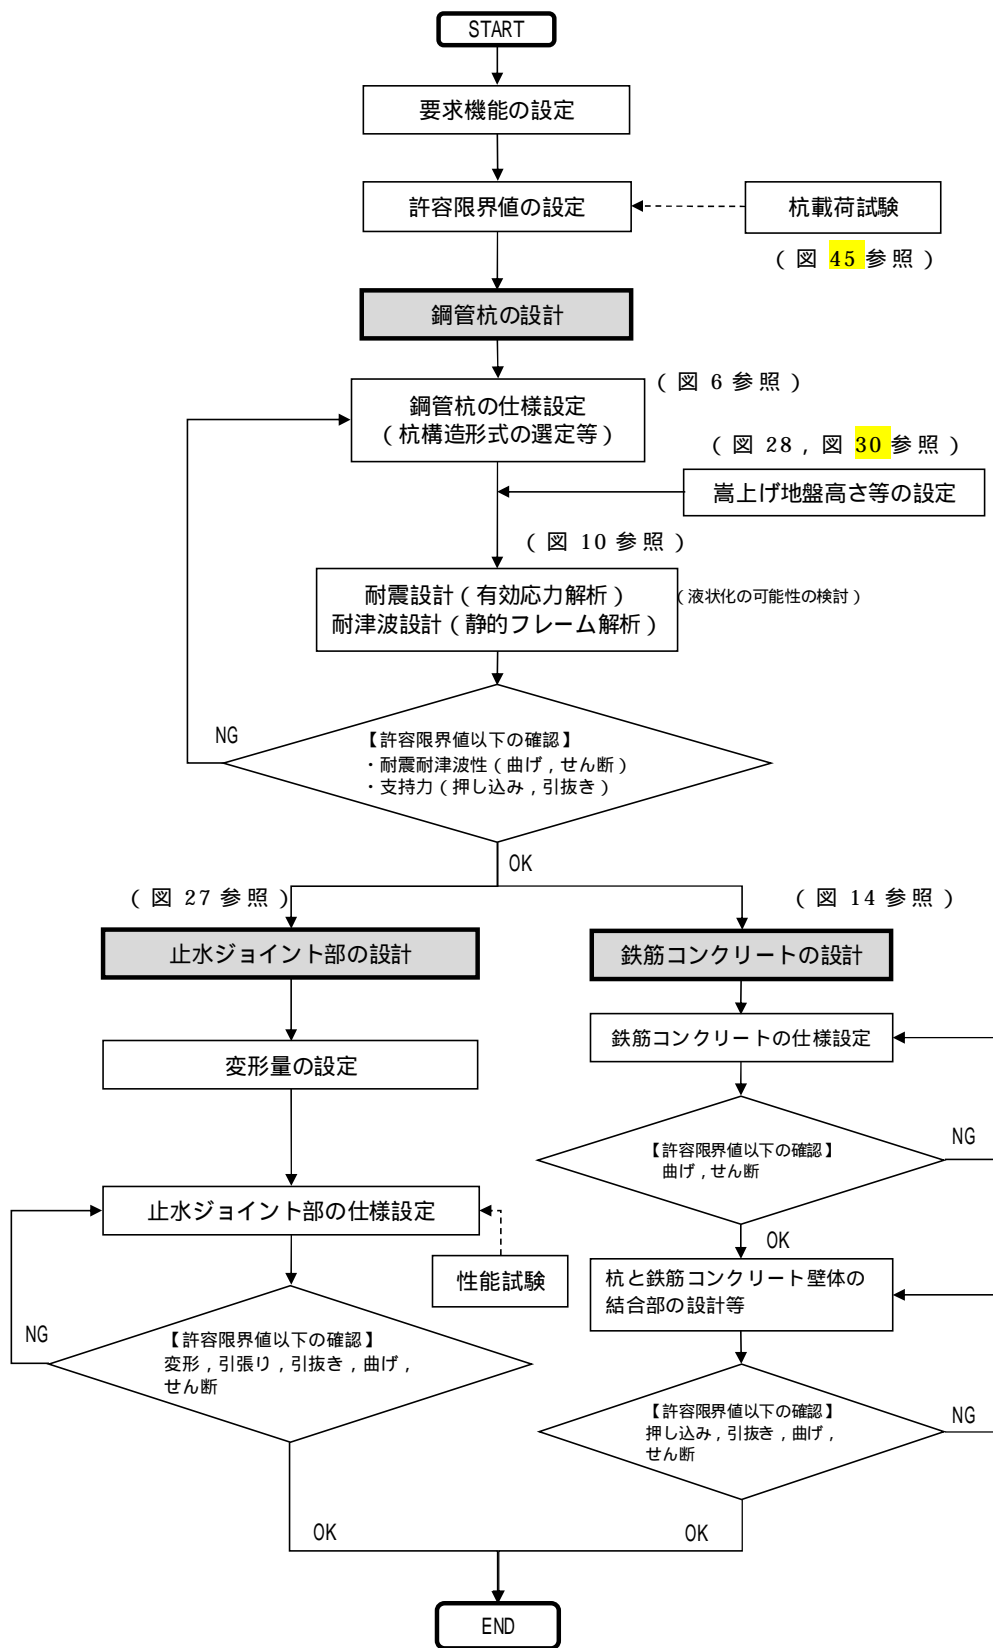 START
要求機能の設定
許容限界値の設定
杭載荷試験
(図 45 参照)
鋼管杭の設計
(図 6 参照)
鋼管杭の仕様設定
(杭構造形式の選定等)
(図 28,図 30 参照)
嵩上げ地盤高さ等の設定
(図 10 参照)
耐震設計(有効応力解析)
(液状化の可能性の検討)
耐津波設計(静的フレーム解析)
NG
【許容限界値以下の確認】
・耐震耐津波性(曲げ,せん断)
・支持力(押し込み,引抜き)
OK
(図 27 参照)
(図 14 参照)
止水ジョイント部の設計
鉄筋コンクリートの設計
鉄筋コンクリートの仕様設定
変形量の設定
NG
【許容限界値以下の確認】
曲げ,せん断
止水ジョイント部の仕様設定
OK
性能試験
杭と鉄筋コンクリート壁体の
結合部の設計等
NG
【許容限界値以下の確認】
変形,引張り,引抜き,曲げ,
せん断
【許容限界値以下の確認】
押し込み,引抜き,曲げ,
せん断
NG
OK
OK
END